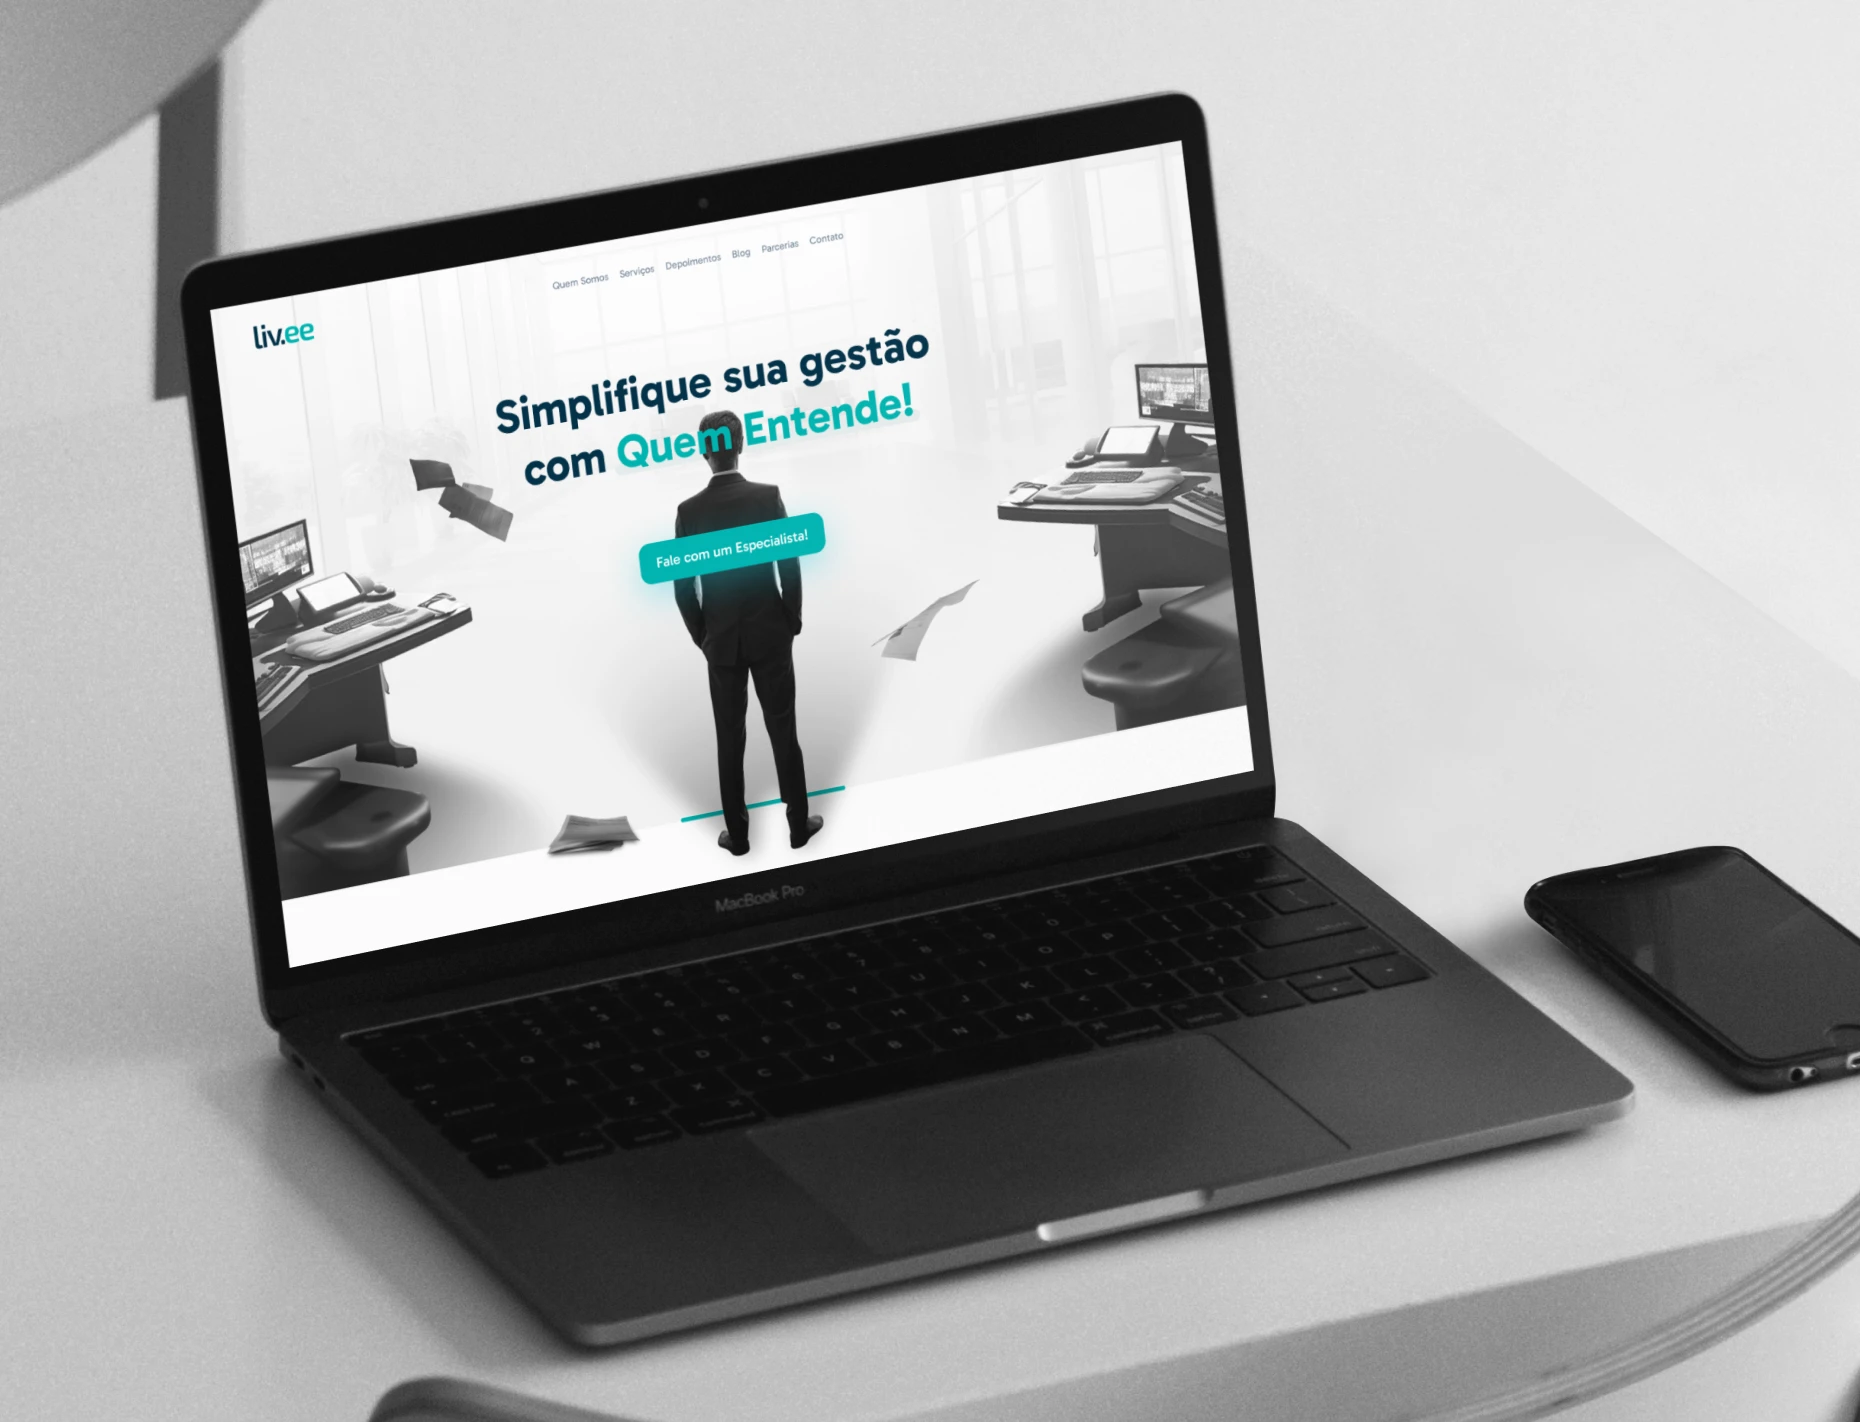 Quem Somos Serviços Depoimentos Blog Parcerias Contato
liv.ee
Simplifique sua gestão
com Quem Entende!
Fale com um Especialista!
MacBook Pro
Q W E R T Y U I O P
A S D F G H J K L
Z X C V B N M